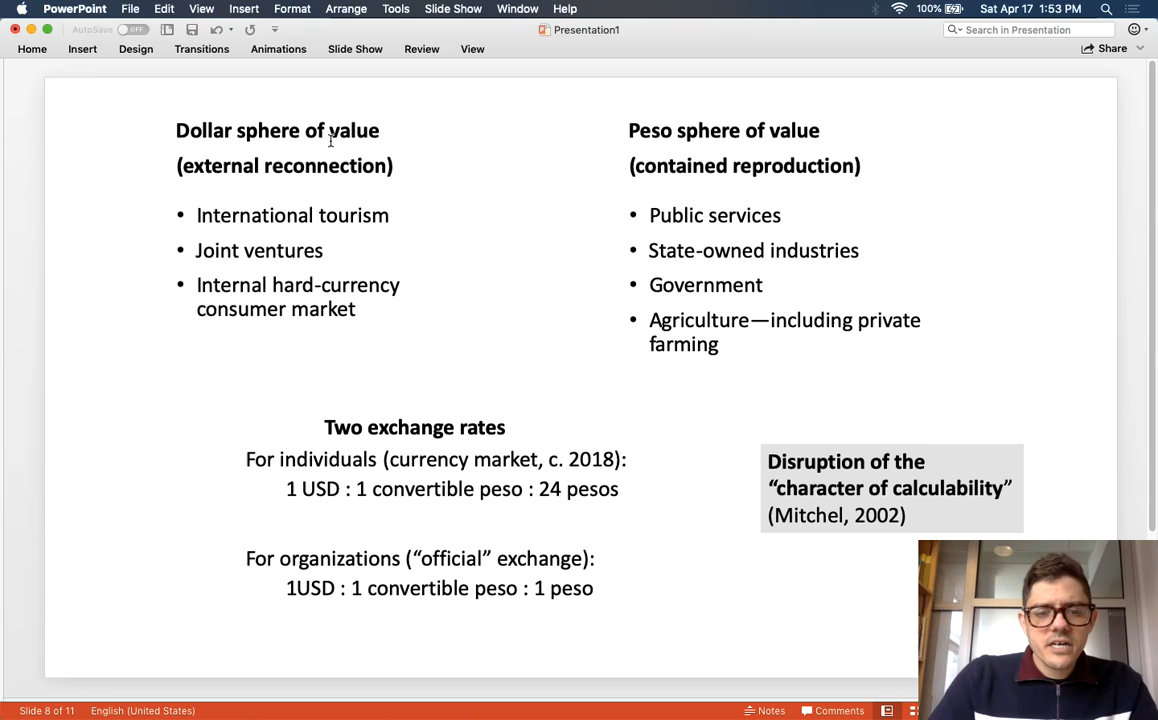 PowerPoint File Edit View Insert Format Arrange Tools Slide Show Window Help 100% Sat Apr 17 1:53 PM
AutoSave OFF Presentation1 Search in Presentation
Home Insert Design Transitions Animations Slide Show Review View Share
Dollar sphere of value
(external reconnection)
• International tourism
• Joint ventures
• Internal hard-currency
consumer market
Peso sphere of value
(contained reproduction)
• Public services
• State-owned industries
• Government
• Agriculture—including private
farming
Two exchange rates
For individuals (currency market, c. 2018):
1 USD : 1 convertible peso : 24 pesos
For organizations (“official” exchange):
1USD : 1 convertible peso : 1 peso
Disruption of the
“character of calculability”
(Mitchel, 2002)
Slide 8 of 11 English (United States) Notes Comments